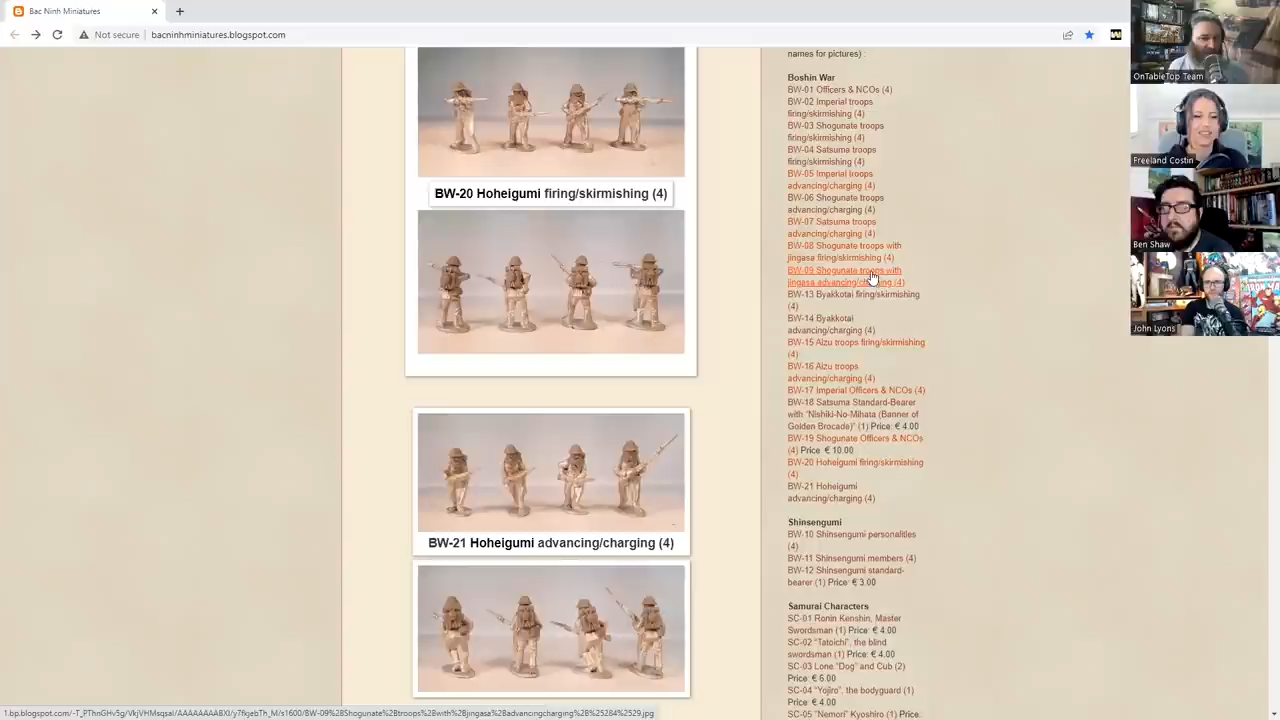 Bac Ninh Miniatures
Not secure
bacninhminiatures.blogspot.com
OnTableTop Team
Freeland Costin
Ben Shaw
John Lyons
BW-20 Hoheigumi firing/skirmishing (4)
BW-21 Hoheigumi advancing/charging (4)
names for pictures) :
Boshin War
BW-01 Officers & NCOs (4)
BW-02 Imperial troops
firing/skirmishing (4)
BW-03 Shogunate troops
firing/skirmishing (4)
BW-04 Satsuma troops
firing/skirmishing (4)
BW-05 Imperial troops
advancing/charging (4)
BW-06 Shogunate troops
advancing/charging (4)
BW-07 Satsuma troops
advancing/charging (4)
BW-08 Shogunate troops with
jingasa firing/skirmishing (4)
BW-09 Shogunate troops with
jingasa advancing/charging (4)
BW-13 Byakkotai firing/skirmishing
(4)
BW-14 Byakkotai
advancing/charging (4)
BW-15 Aizu troops firing/skirmishing
(4)
BW-16 Aizu troops
advancing/charging (4)
BW-17 Imperial Officers & NCOs (4)
BW-18 Satsuma Standard-Bearer
with "Nishiki-No-Mihata (Banner of
Golden Brocade)" (1) Price: € 4.00
BW-19 Shogunate Officers & NCOs
(4) Price: € 10.00
BW-20 Hoheigumi firing/skirmishing
(4)
BW-21 Hoheigumi
advancing/charging (4)
Shinsengumi
BW-10 Shinsengumi personalities
(4)
BW-11 Shinsengumi members (4)
BW-12 Shinsengumi standard-
bearer (1) Price: € 3.00
Samurai Characters
SC-01 Ronin Kenshin, Master
Swordsman (1) Price: € 4.00
SC-02 "Tatoichi", the blind
swordsman (1) Price: € 4.00
SC-03 Lone "Dog" and Cub (2)
Price: € 6.00
SC-04 "Yojiro", the bodyguard (1)
Price: € 4.00
SC-05 "Nemori" Kyoshiro (1) Price: